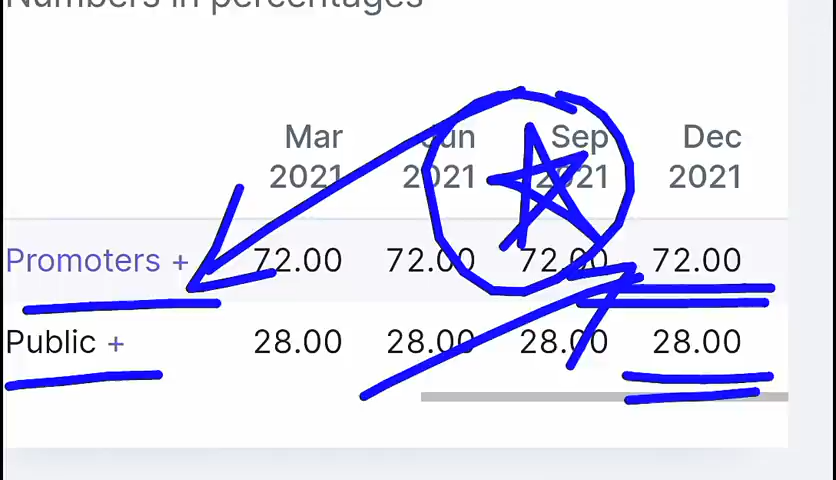 Numbers in percentages
Mar Jun Sep Dec
2021 2021 2021 2021
Promoters + 72.00 72.00 72.00 72.00
Public + 28.00 28.00 28.00 28.00